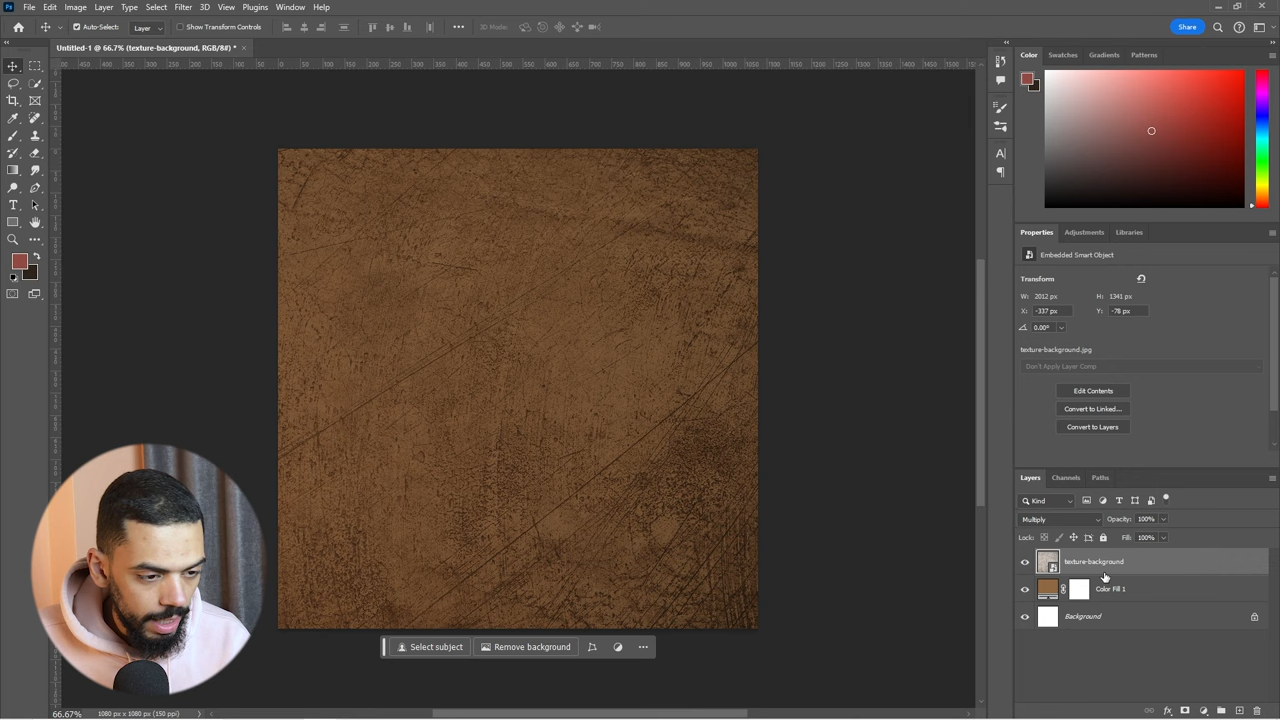 Ps File Edit Image Layer Type Select Filter 3D View Plugins Window Help
Auto-Select: Layer Show Transform Controls 3D Mode: Share
Untitled-1 @ 66.7% (texture-background, RGB/8#) *
Color Swatches Gradients Patterns
Properties Adjustments Libraries
Embedded Smart Object
Transform
W: 2012 px H: 1341 px
X: -337 px Y: -78 px
0.00°
texture-background.jpg
Don't Apply Layer Comp
Edit Contents
Convert to Linked...
Convert to Layers
Layers Channels Paths
Kind
Multiply Opacity: 100%
Lock: Fill: 100%
texture-background
Color Fill 1
Background
Select subject Remove background
66.67% 1080 px x 1080 px (150 ppi)